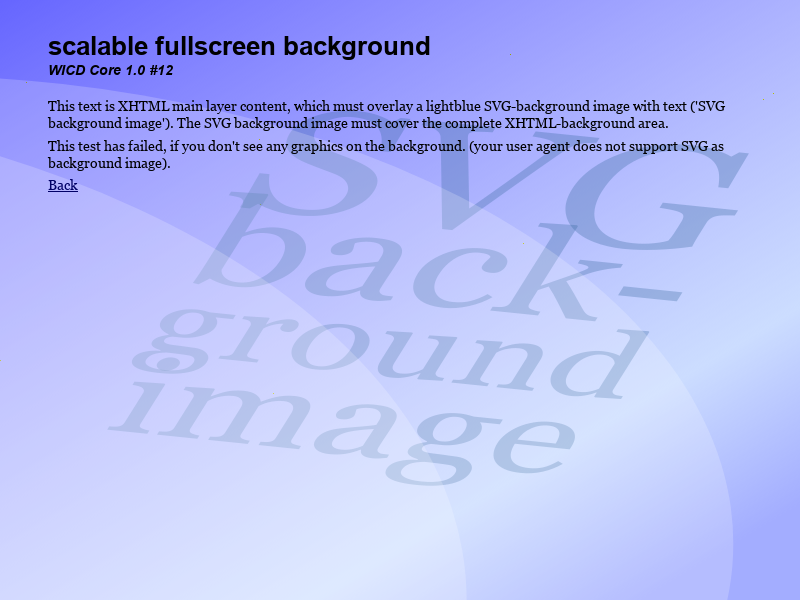 scalable fullscreen background
WICD Core 1.0 #12
This text is XHTML main layer content, which must overlay a lightblue SVG-background image with text ('SVG
background image'). The SVG background image must cover the complete XHTML-background area.
This test has failed, if you don't see any graphics on the background. (your user agent does not support SVG as
background image).
Back
SVG
back-
ground
image